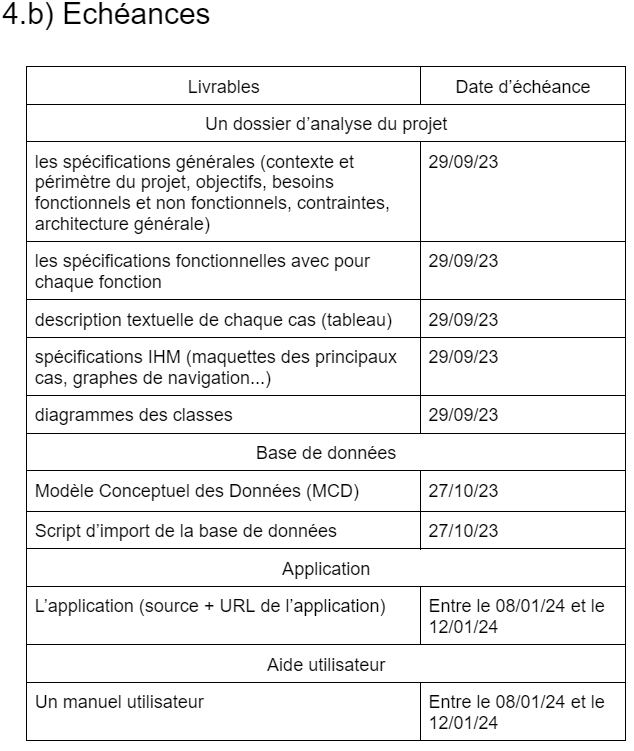 4.b) Echéances
Livrables
Date d’échéance
Un dossier d’analyse du projet
les spécifications générales (contexte et
périmètre du projet, objectifs, besoins
fonctionnels et non fonctionnels, contraintes,
architecture générale)
29/09/23
les spécifications fonctionnelles avec pour
chaque fonction
29/09/23
description textuelle de chaque cas (tableau)
29/09/23
spécifications IHM (maquettes des principaux
cas, graphes de navigation...)
29/09/23
diagrammes des classes
29/09/23
Base de données
Modèle Conceptuel des Données (MCD)
27/10/23
Script d’import de la base de données
27/10/23
Application
L’application (source + URL de l’application)
Entre le 08/01/24 et le
12/01/24
Aide utilisateur
Un manuel utilisateur
Entre le 08/01/24 et le
12/01/24